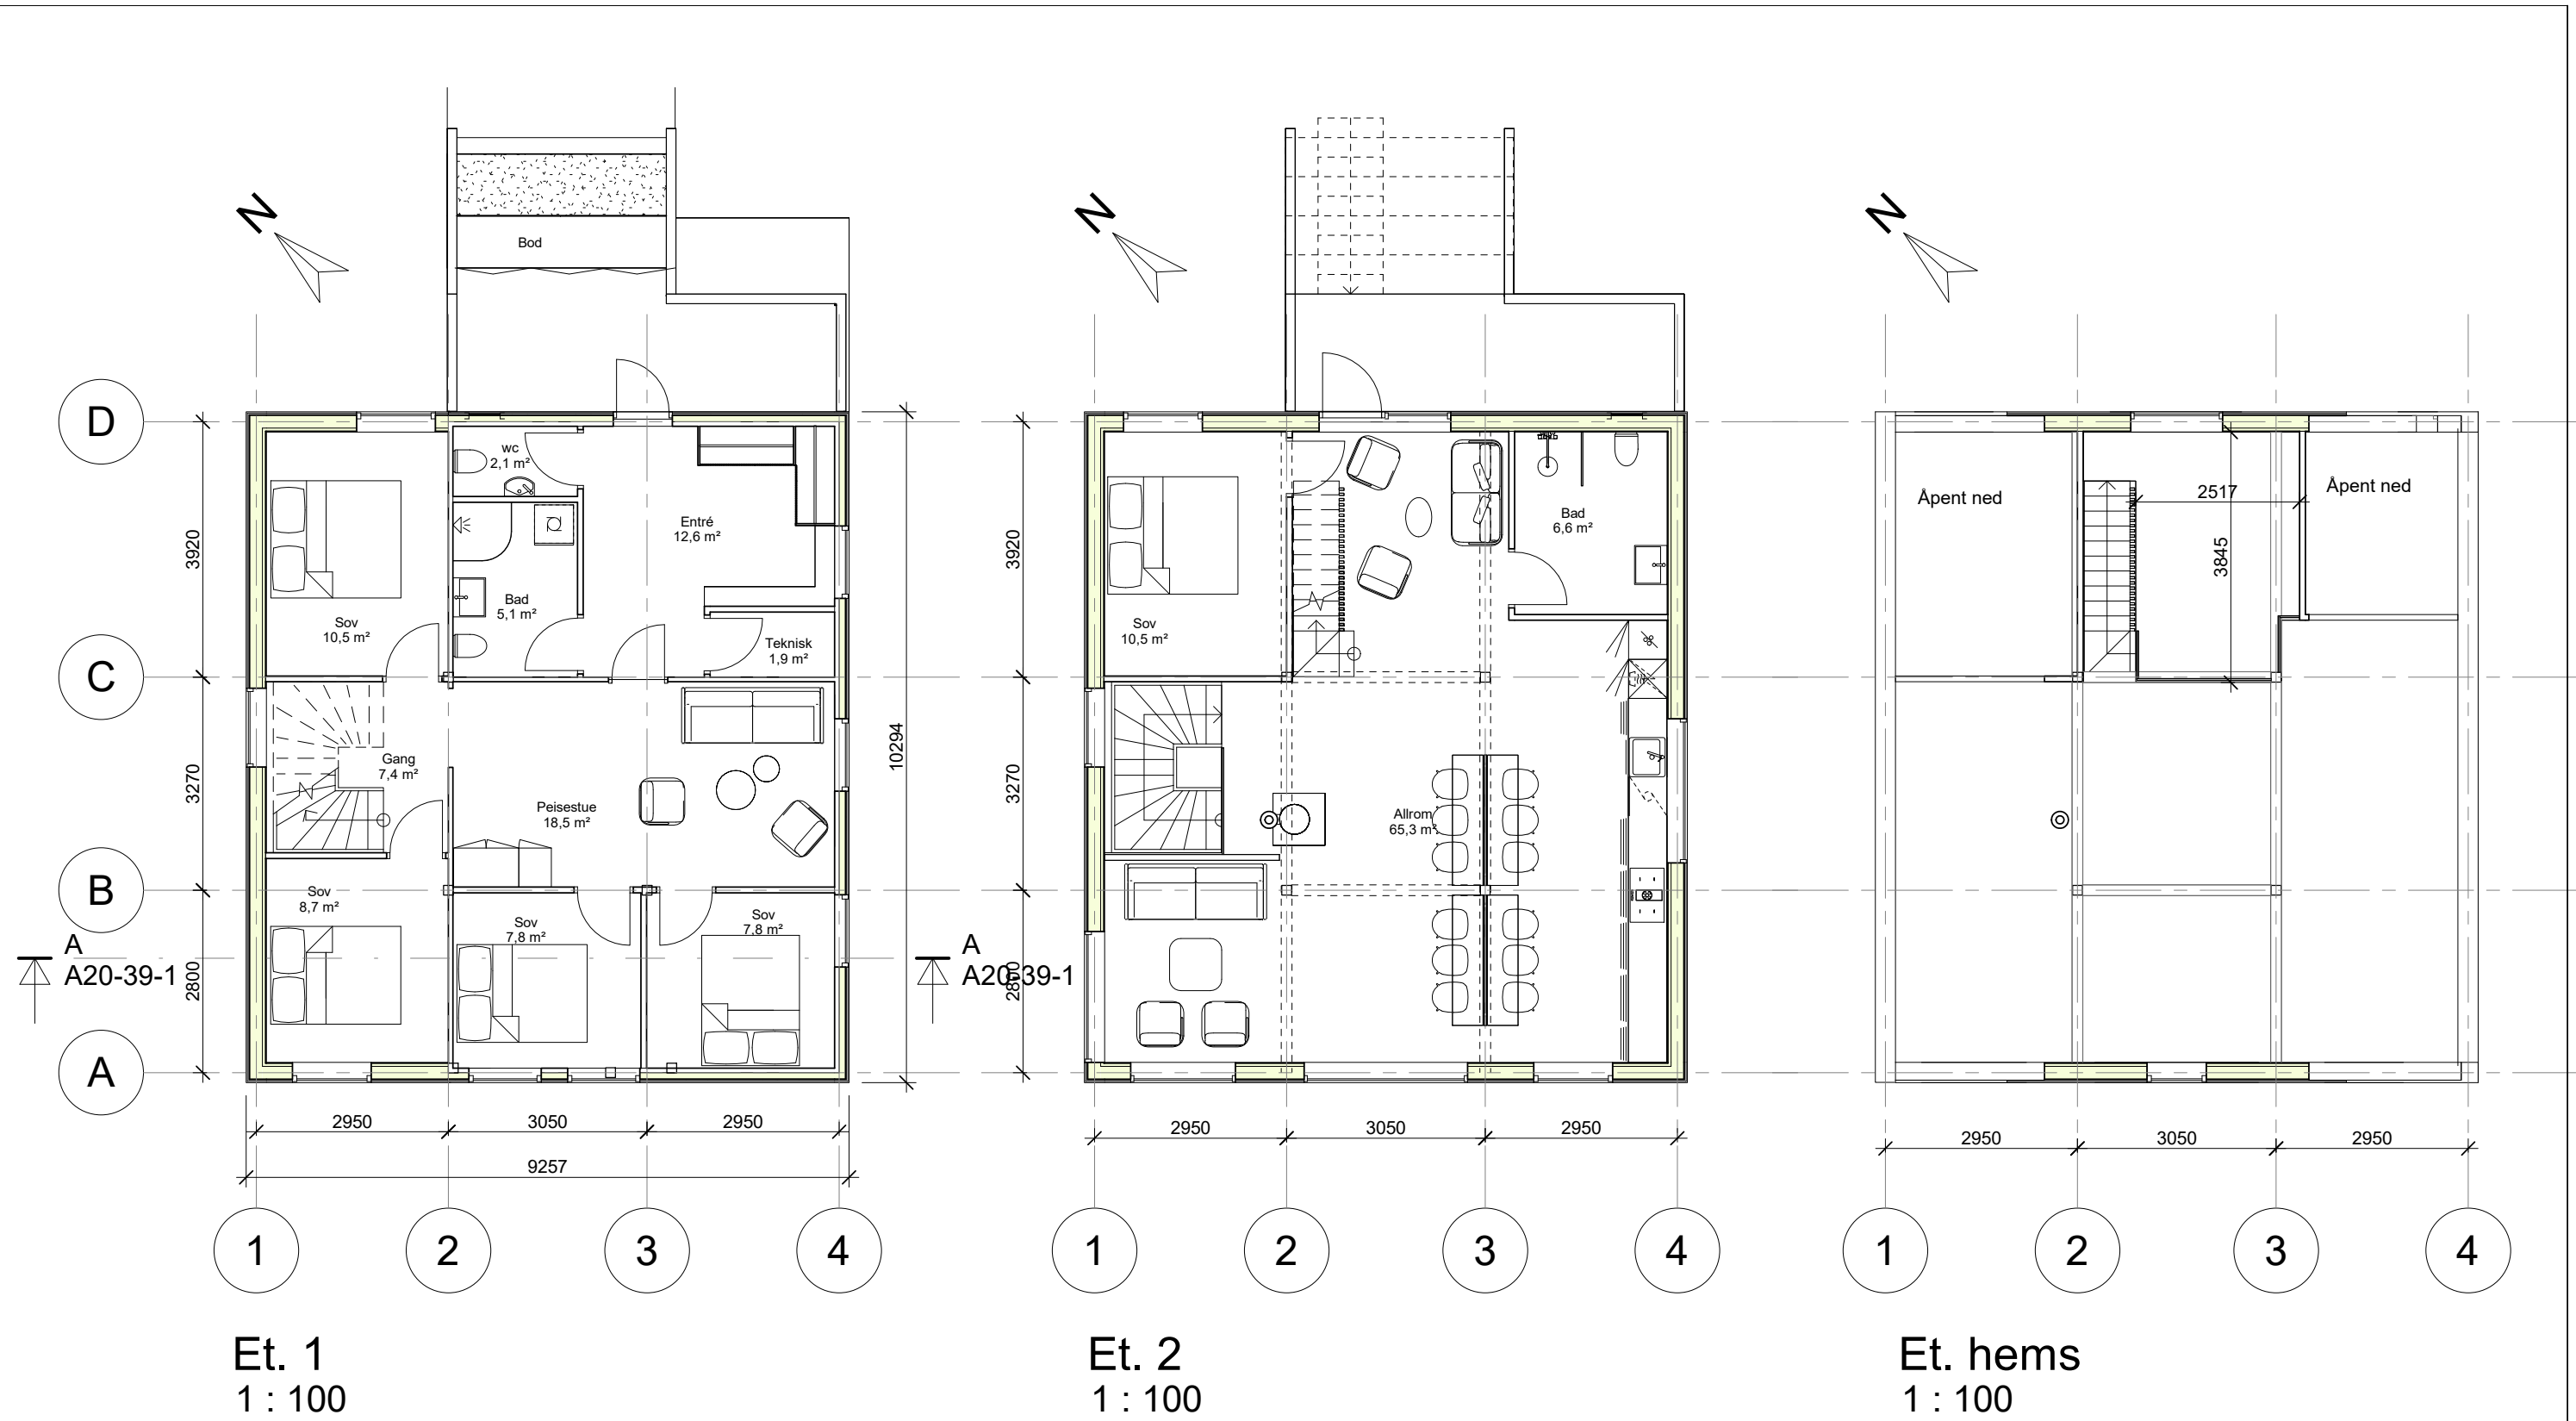 N
Bod
D
C
B
A
3920
3270
2800
A
A20-39-1
wc
2,1 m²
Entré
12,6 m²
Bad
5,1 m²
Sov
10,5 m²
Teknisk
1,9 m²
Gang
7,4 m²
Peisestue
18,5 m²
Sov
8,7 m²
Sov
7,8 m²
Sov
7,8 m²
10294
2950
3050
2950
9257
1
2
3
4
Et. 1
1 : 100
N
3920
3270
2800
A
A20-39-1
Bad
6,6 m²
Sov
10,5 m²
Allrom
65,3 m²
2950
3050
2950
1
2
3
4
Et. 2
1 : 100
N
Åpent ned
2517
Åpent ned
3845
2950
3050
2950
1
2
3
4
Et. hems
1 : 100